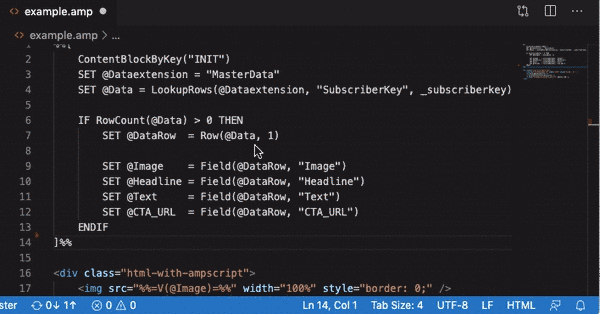 example.amp
example.amp > ...
1 %%[
2 ContentBlockByKey("INIT")
3 SET @Dataextension = "MasterData"
4 SET @Data = LookupRows(@Dataextension, "SubscriberKey", _subscriberkey)
5
6 IF RowCount(@Data) > 0 THEN
7 SET @DataRow = Row(@Data, 1)
8
9 SET @Image = Field(@DataRow, "Image")
10 SET @Headline = Field(@DataRow, "Headline")
11 SET @Text = Field(@DataRow, "Text")
12 SET @CTA_URL = Field(@DataRow, "CTA_URL")
13 ENDIF
14 ]%%
15
16 <div class="html-with-ampscript">
17 <img src="%%=V(@Image)=%%" width="100%" style="border: 0;" />
ster 0↓ 1↑ 0 0 Ln 14, Col 1 Tab Size: 4 UTF-8 LF HTML